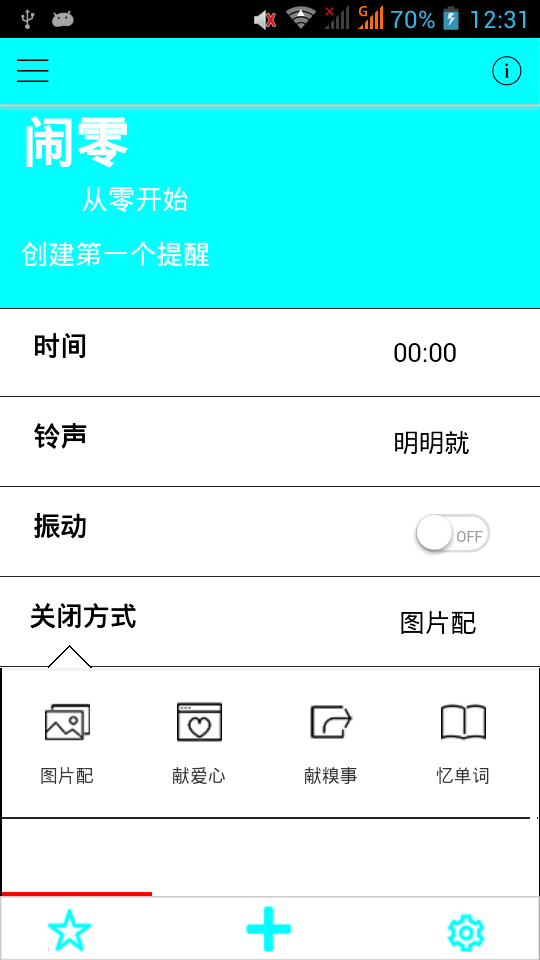 G 70% 12:31
闹零
从零开始
创建第一个提醒
时间 00:00
铃声 明明就
振动 OFF
关闭方式 图片配
图片配 献爱心 献糗事 忆单词